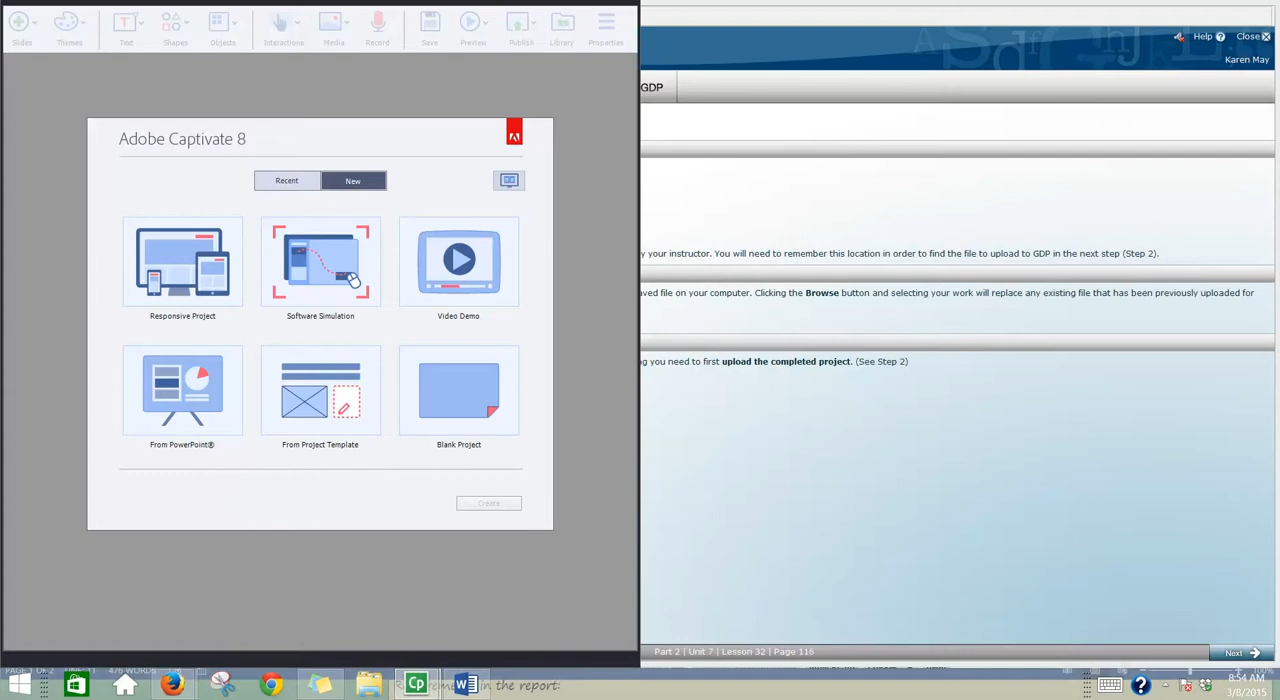 Slides
Themes
Text
Shapes
Objects
Interactions
Media
Record
Save
Preview
Publish
Library
Properties
Help
Close
Karen May
GDP
Adobe Captivate 8
Recent
New
Responsive Project
Software Simulation
Video Demo
From PowerPoint®
From Project Template
Blank Project
Create
y your instructor. You will need to remember this location in order to find the file to upload to GDP in the next step (Step 2).
aved file on your computer. Clicking the Browse button and selecting your work will replace any existing file that has been previously uploaded for
g you need to first upload the completed project. (See Step 2)
Part 2 | Unit 7 | Lesson 32 | Page 116
Next
476 WORDS
100%
Cp
in the report:
8:54 AM
3/8/2015